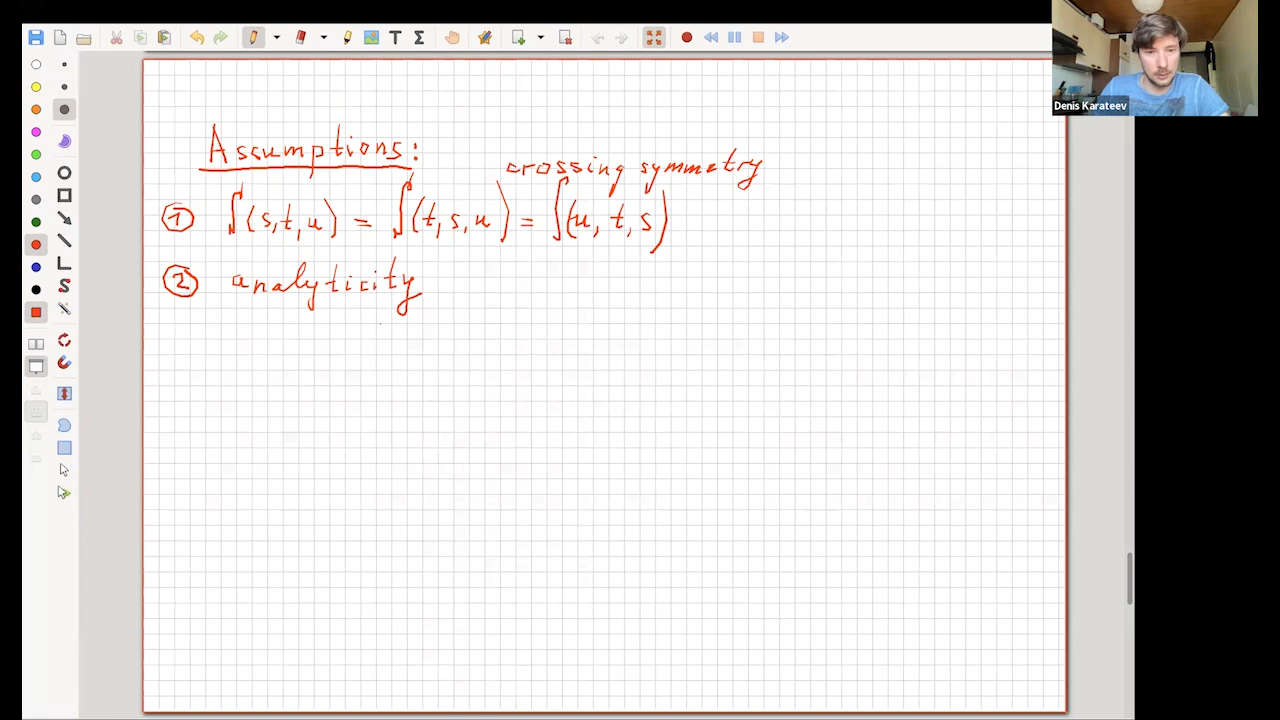 Denis Karateev
Assumptions:
crossing symmetry
① 𝒯(s,t,u) = 𝒯(t,s,u) = 𝒯(u,t,s)
② analyticity